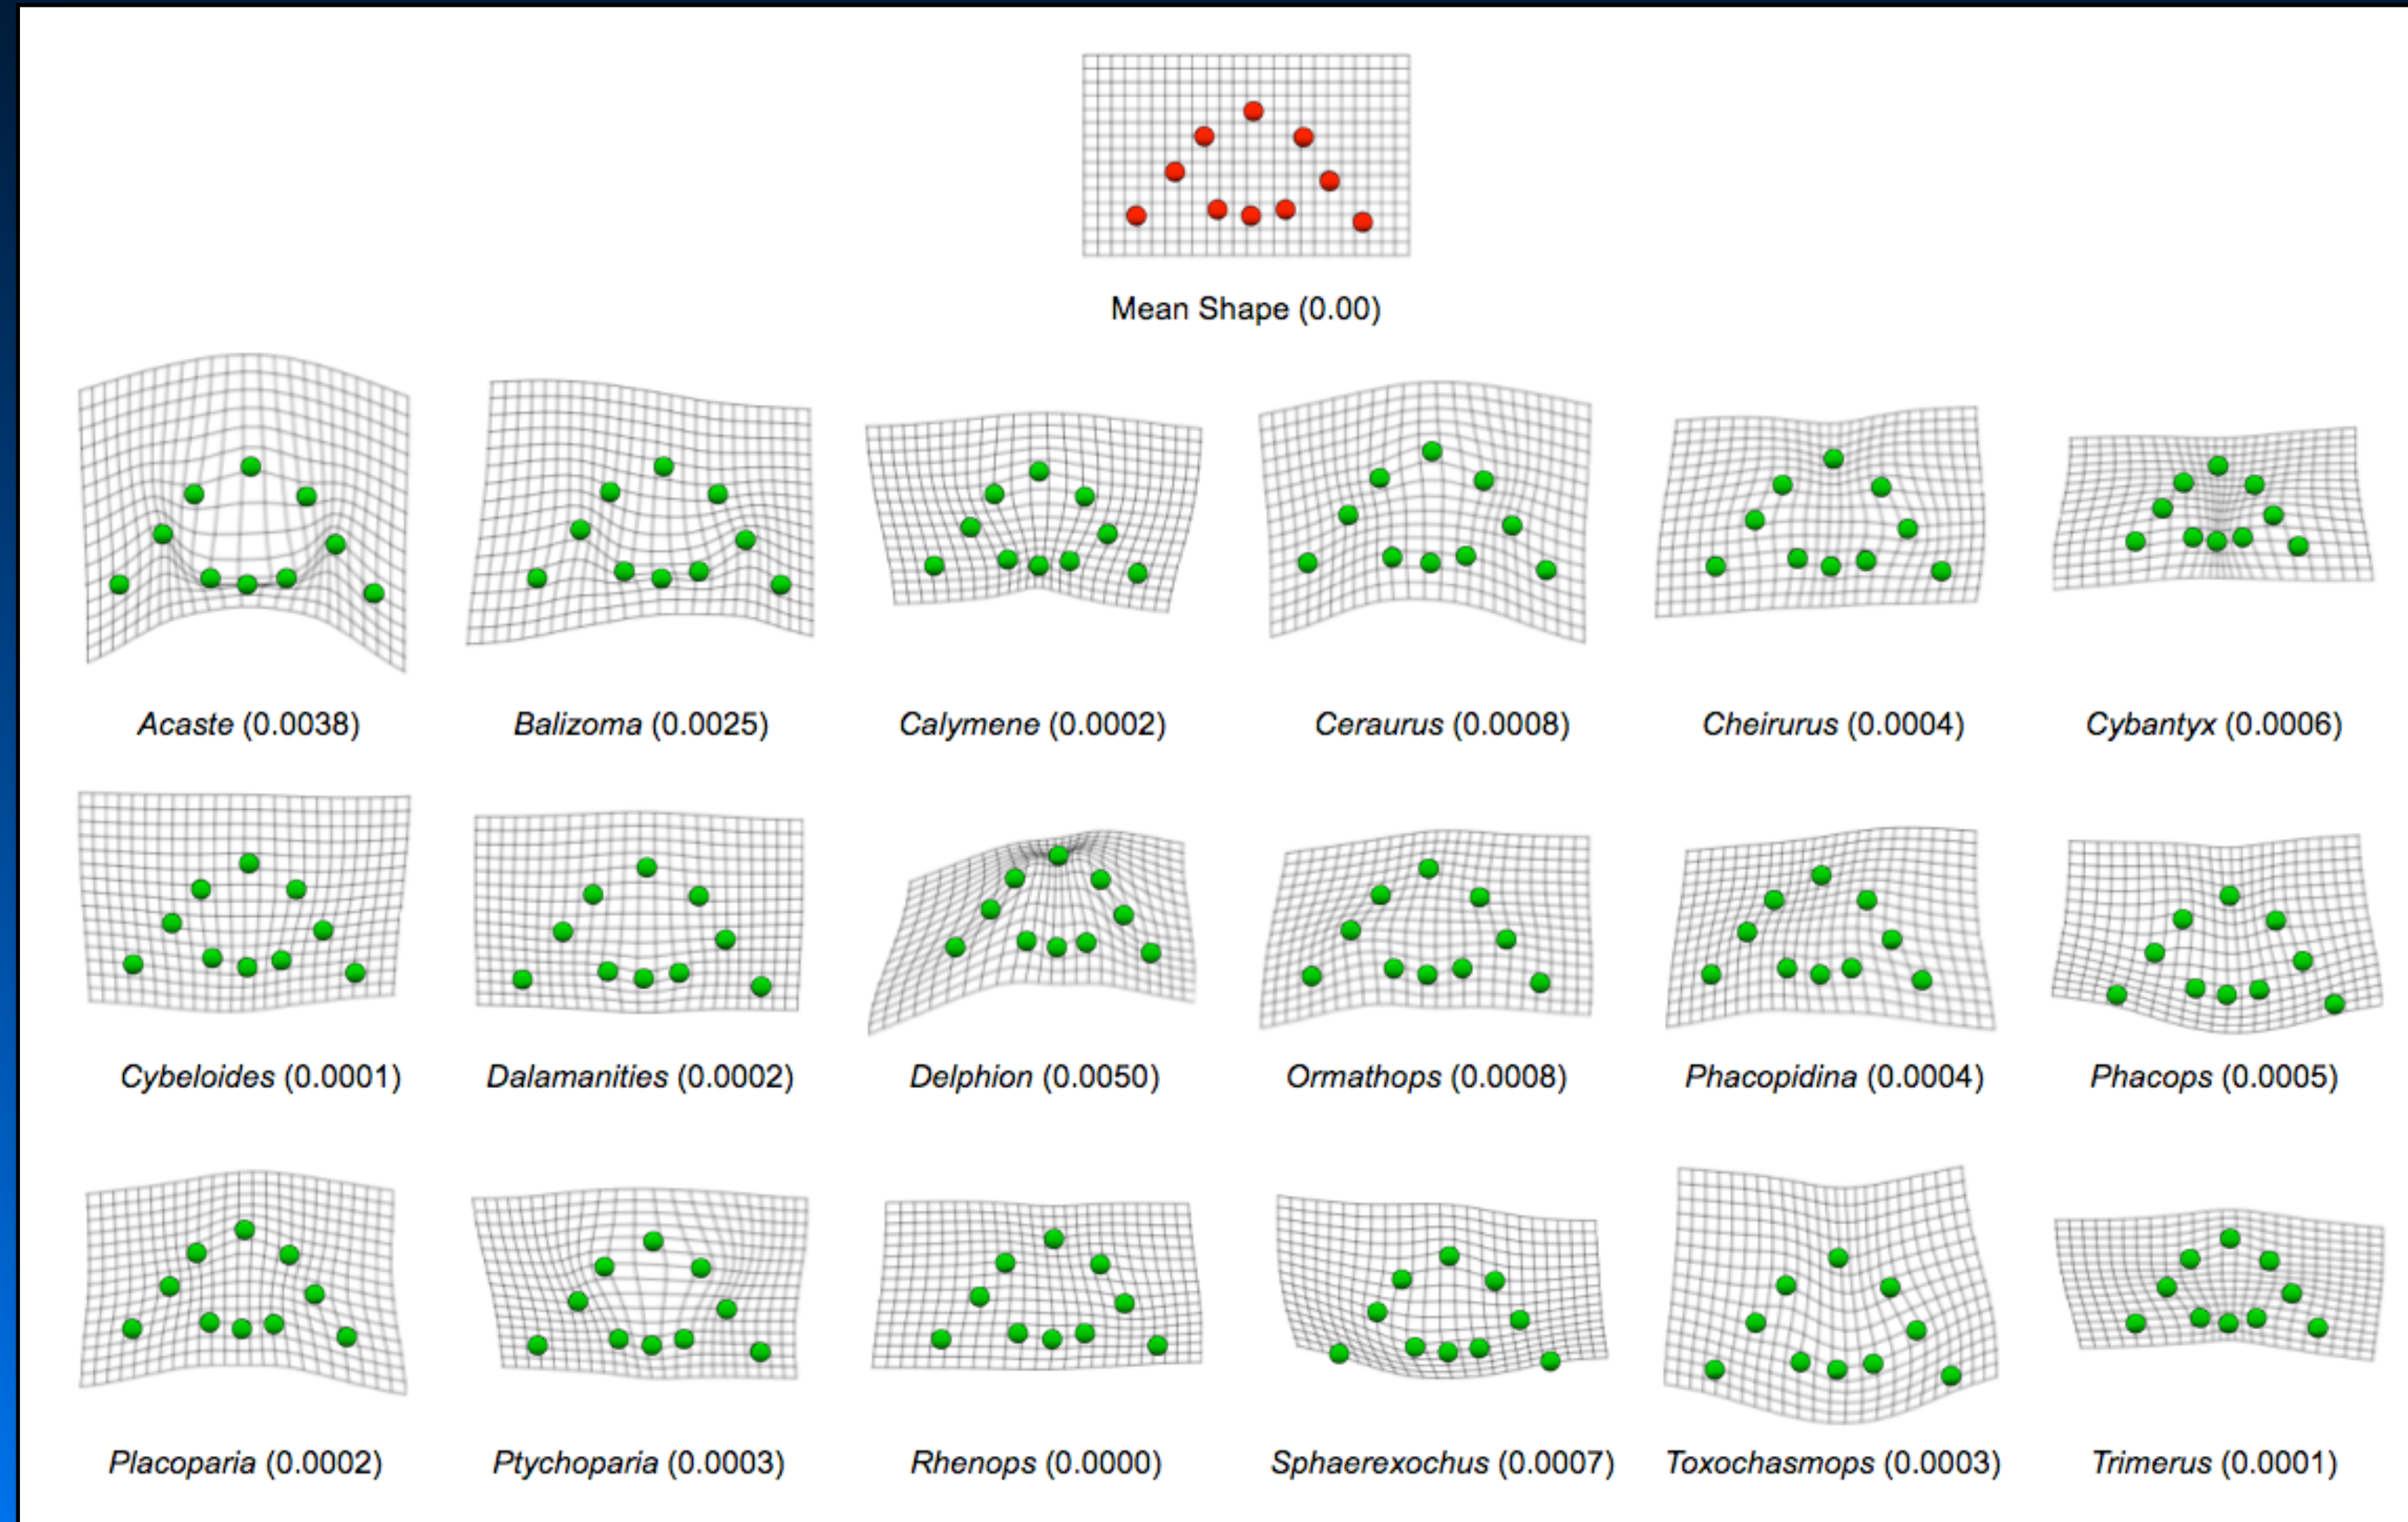 Mean Shape (0.00)
Acaste (0.0038) Balizoma (0.0025) Calymene (0.0002) Ceraurus (0.0008) Cheirurus (0.0004) Cybantyx (0.0006)
Cybeloides (0.0001) Dalamanities (0.0002) Delphion (0.0050) Ormathops (0.0008) Phacopidina (0.0004) Phacops (0.0005)
Placoparia (0.0002) Ptychoparia (0.0003) Rhenops (0.0000) Sphaerexochus (0.0007) Toxochasmops (0.0003) Trimerus (0.0001)